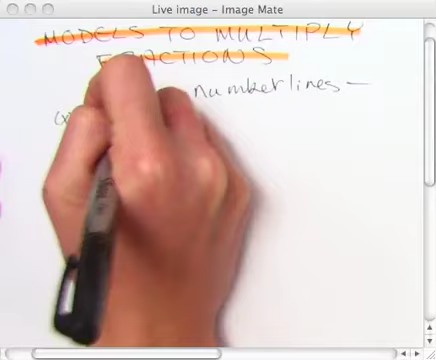 Live image - Image Mate
MODELS TO MULTIPLY
FRACTIONS
numberlines –